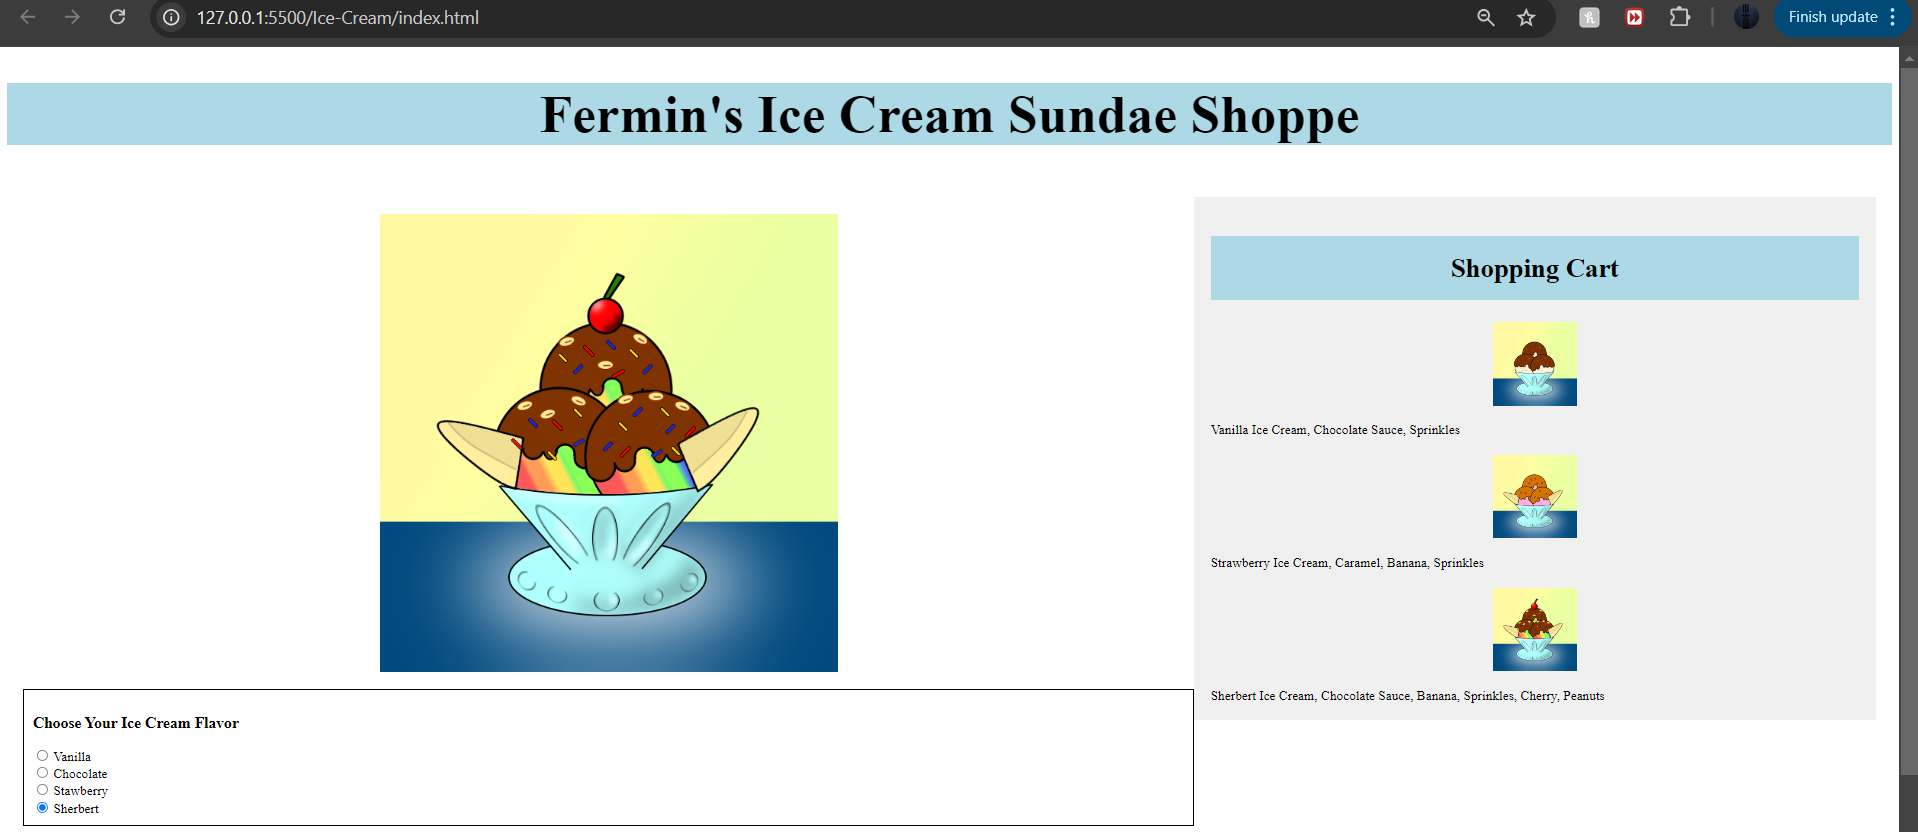 127.0.0.1:5500/Ice-Cream/index.html
Finish update
Fermin's Ice Cream Sundae Shoppe
Shopping Cart
Vanilla Ice Cream, Chocolate Sauce, Sprinkles
Strawberry Ice Cream, Caramel, Banana, Sprinkles
Sherbert Ice Cream, Chocolate Sauce, Banana, Sprinkles, Cherry, Peanuts
Choose Your Ice Cream Flavor
Vanilla
Chocolate
Stawberry
Sherbert